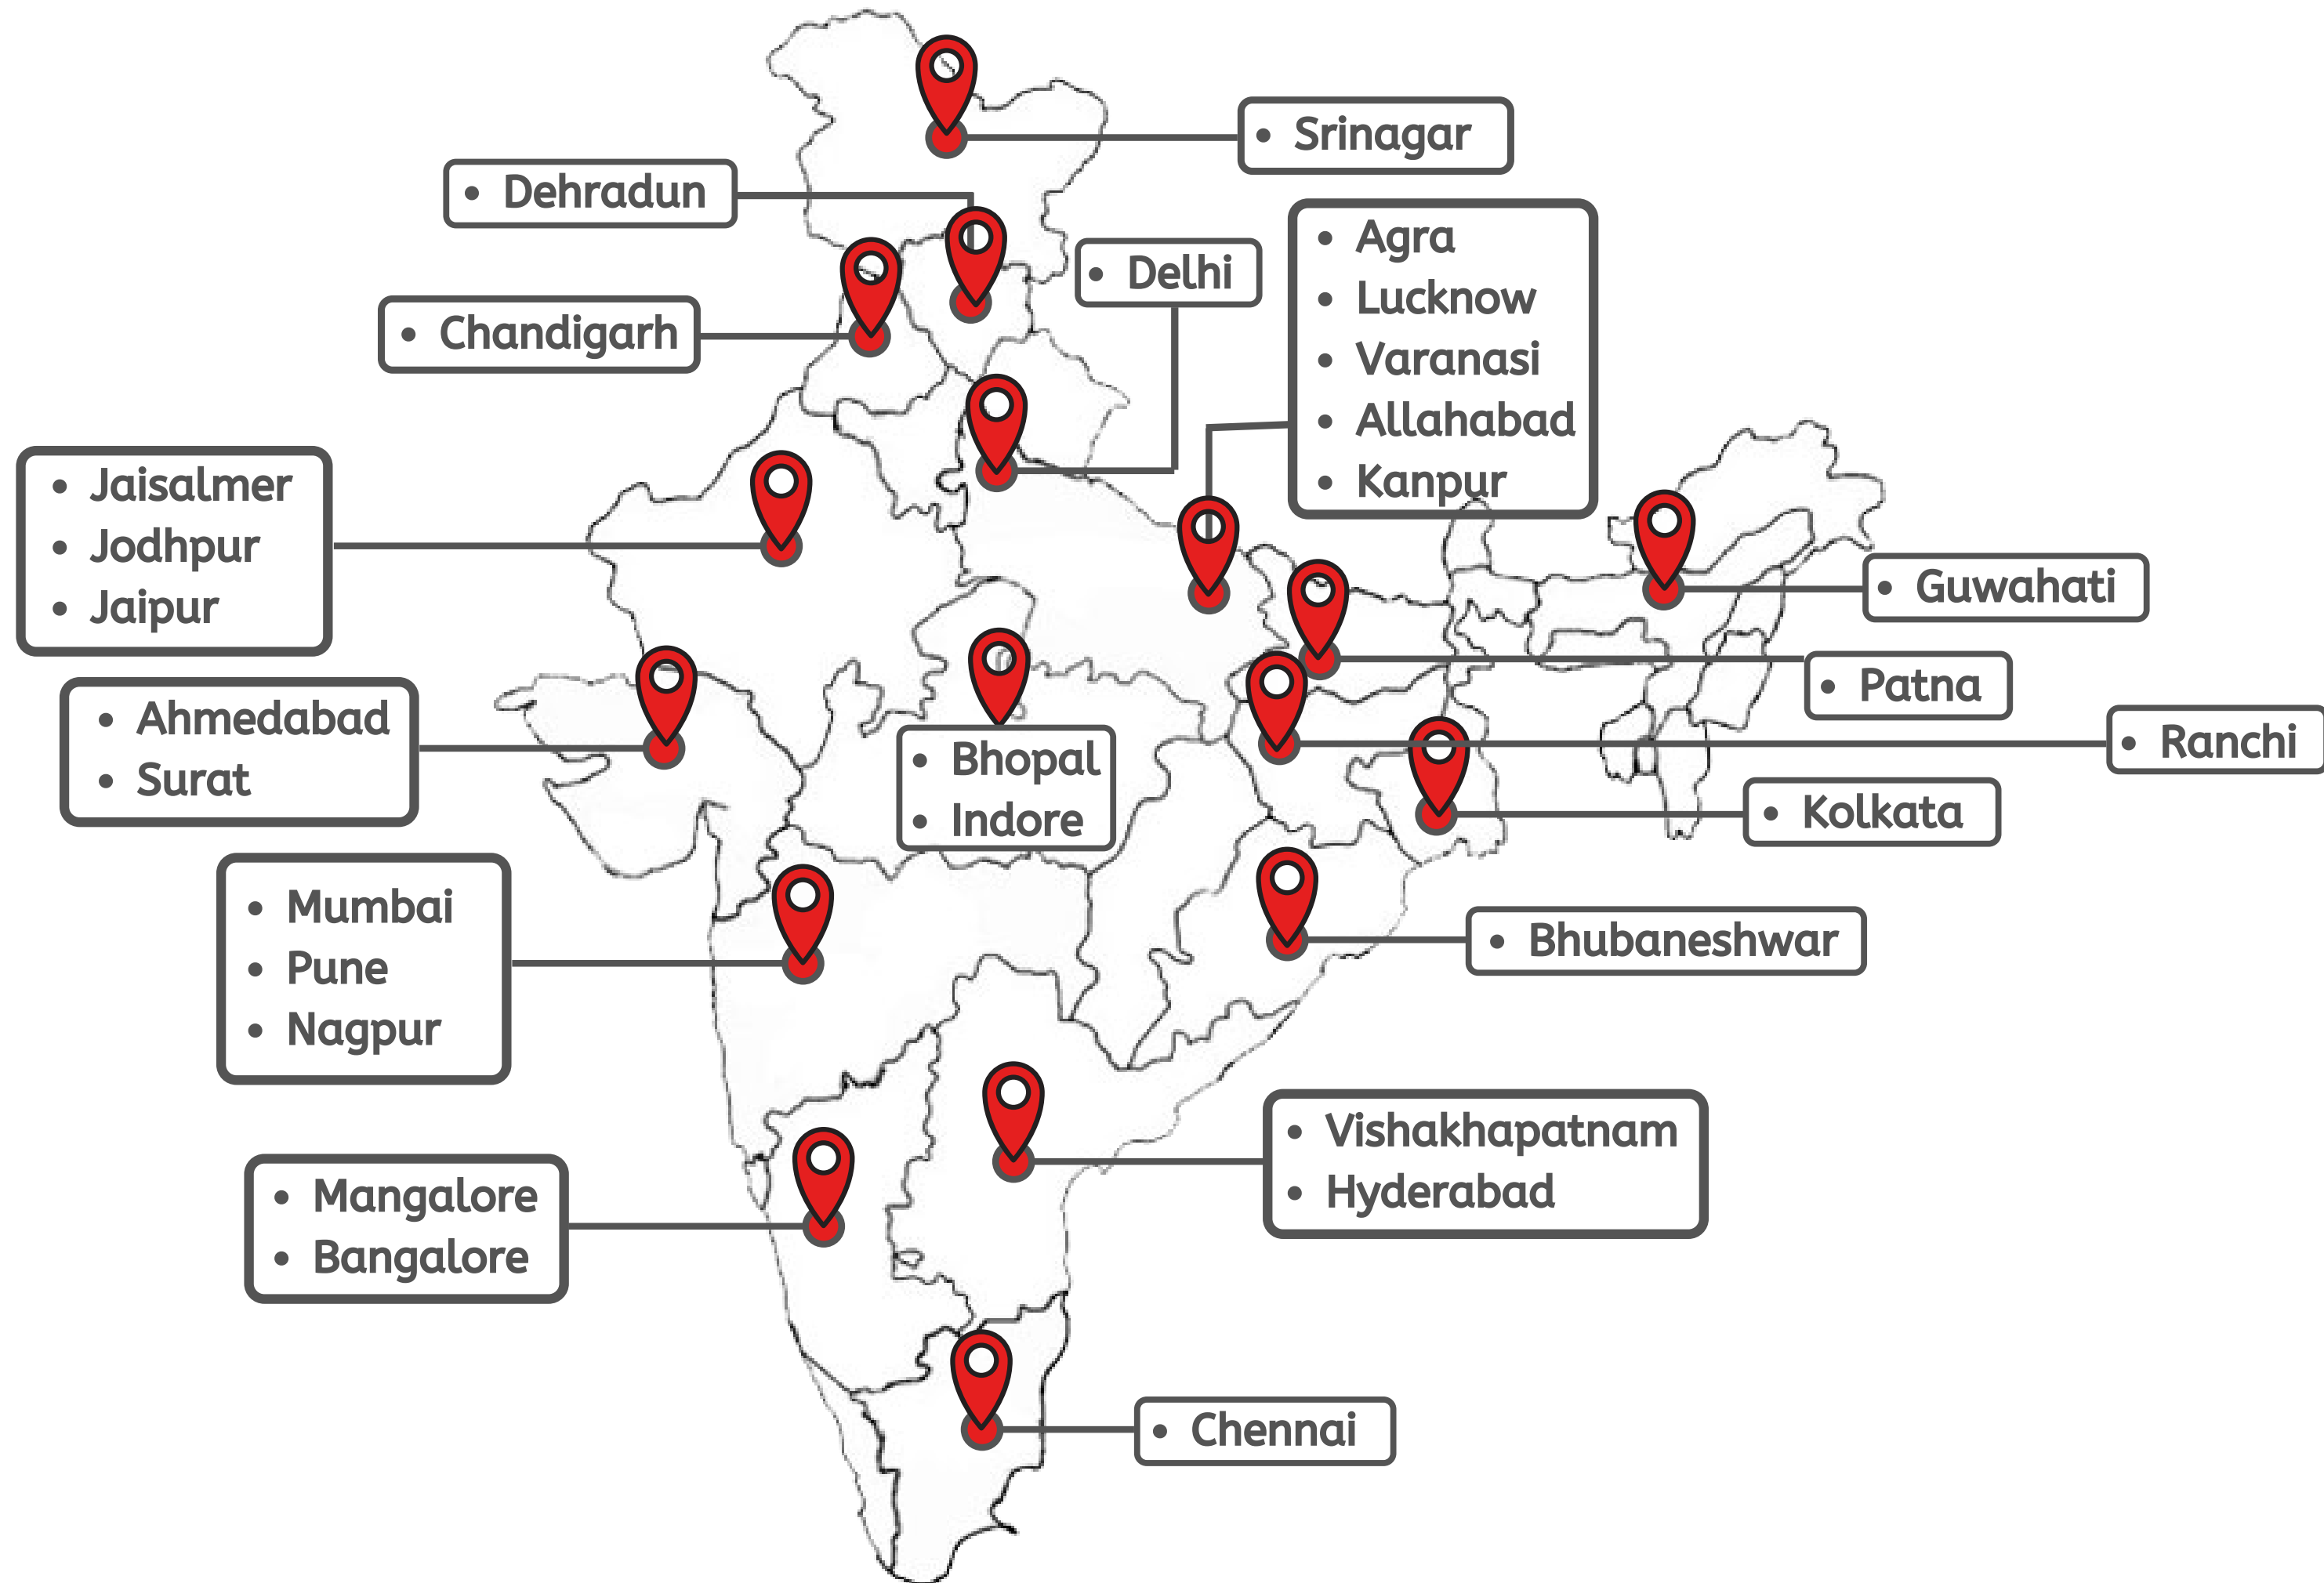 • Srinagar
• Dehradun
• Delhi
• Chandigarh
• Agra
• Lucknow
• Varanasi
• Allahabad
• Kanpur
• Jaisalmer
• Jodhpur
• Jaipur
• Guwahati
• Patna
• Ahmedabad
• Surat
• Bhopal
• Indore
• Ranchi
• Kolkata
• Mumbai
• Pune
• Nagpur
• Bhubaneshwar
• Vishakhapatnam
• Hyderabad
• Mangalore
• Bangalore
• Chennai